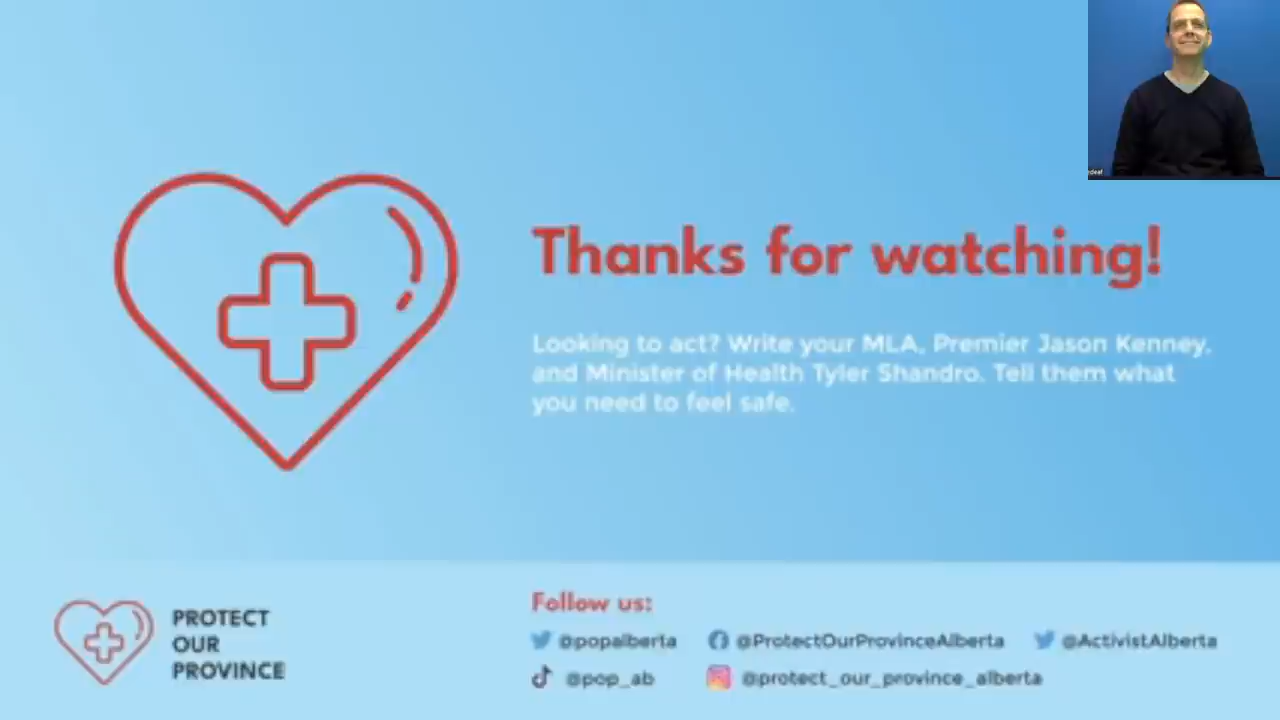 Thanks for watching!
Looking to act? Write your MLA, Premier Jason Kenney,
and Minister of Health Tyler Shandro. Tell them what
you need to feel safe.
PROTECT
OUR
PROVINCE
Follow us:
@popalberta @ProtectOurProvinceAlberta @ActivistAlberta
@pop_ab @protect_our_province_alberta